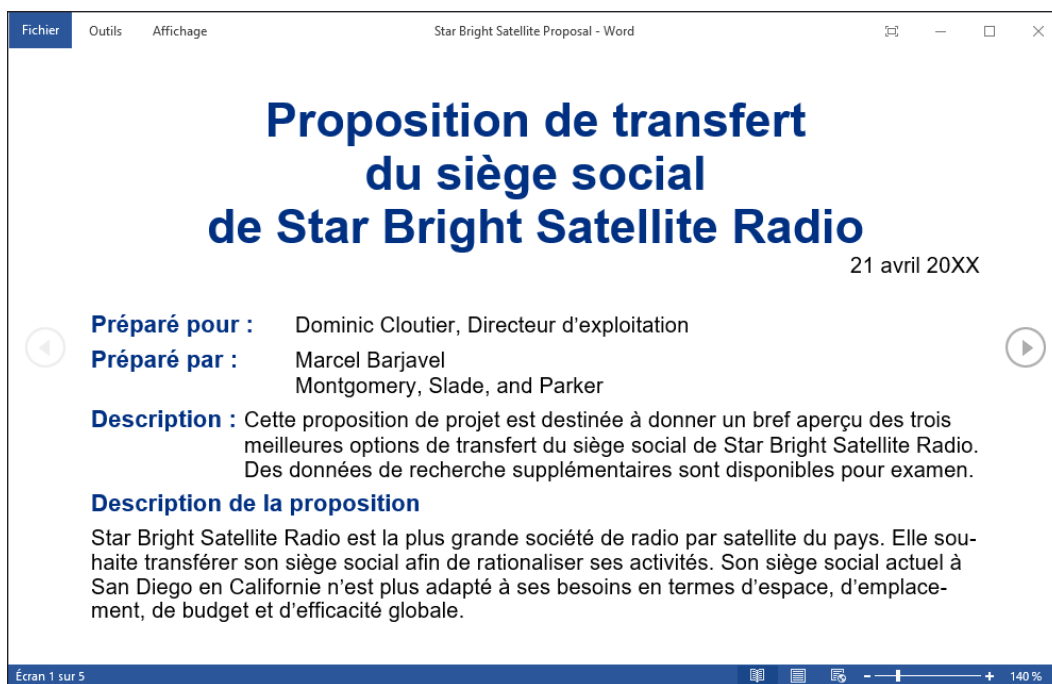 Fichier Outils Affichage Star Bright Satellite Proposal - Word
Proposition de transfert
du siège social
de Star Bright Satellite Radio
21 avril 20XX
Préparé pour : Dominic Cloutier, Directeur d’exploitation
Préparé par : Marcel Barjavel
Montgomery, Slade, and Parker
Description : Cette proposition de projet est destinée à donner un bref aperçu des trois
meilleures options de transfert du siège social de Star Bright Satellite Radio.
Des données de recherche supplémentaires sont disponibles pour examen.
Description de la proposition
Star Bright Satellite Radio est la plus grande société de radio par satellite du pays. Elle sou-
haite transférer son siège social afin de rationaliser ses activités. Son siège social actuel à
San Diego en Californie n’est plus adapté à ses besoins en termes d’espace, d’emplace-
ment, de budget et d’efficacité globale.
Écran 1 sur 5 - + 140 %